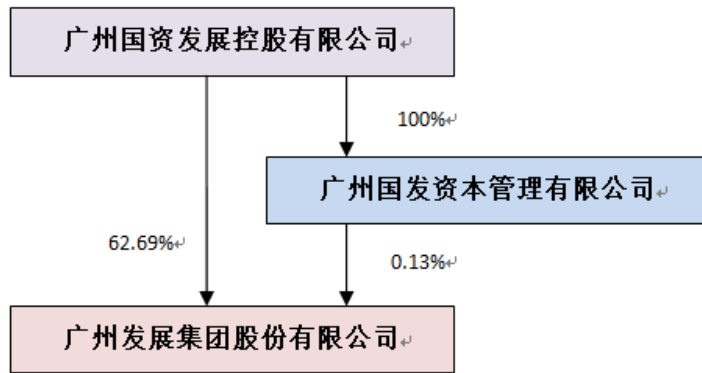 广州国资发展控股有限公司
100%
广州国发资本管理有限公司
62.69%
0.13%
广州发展集团股份有限公司